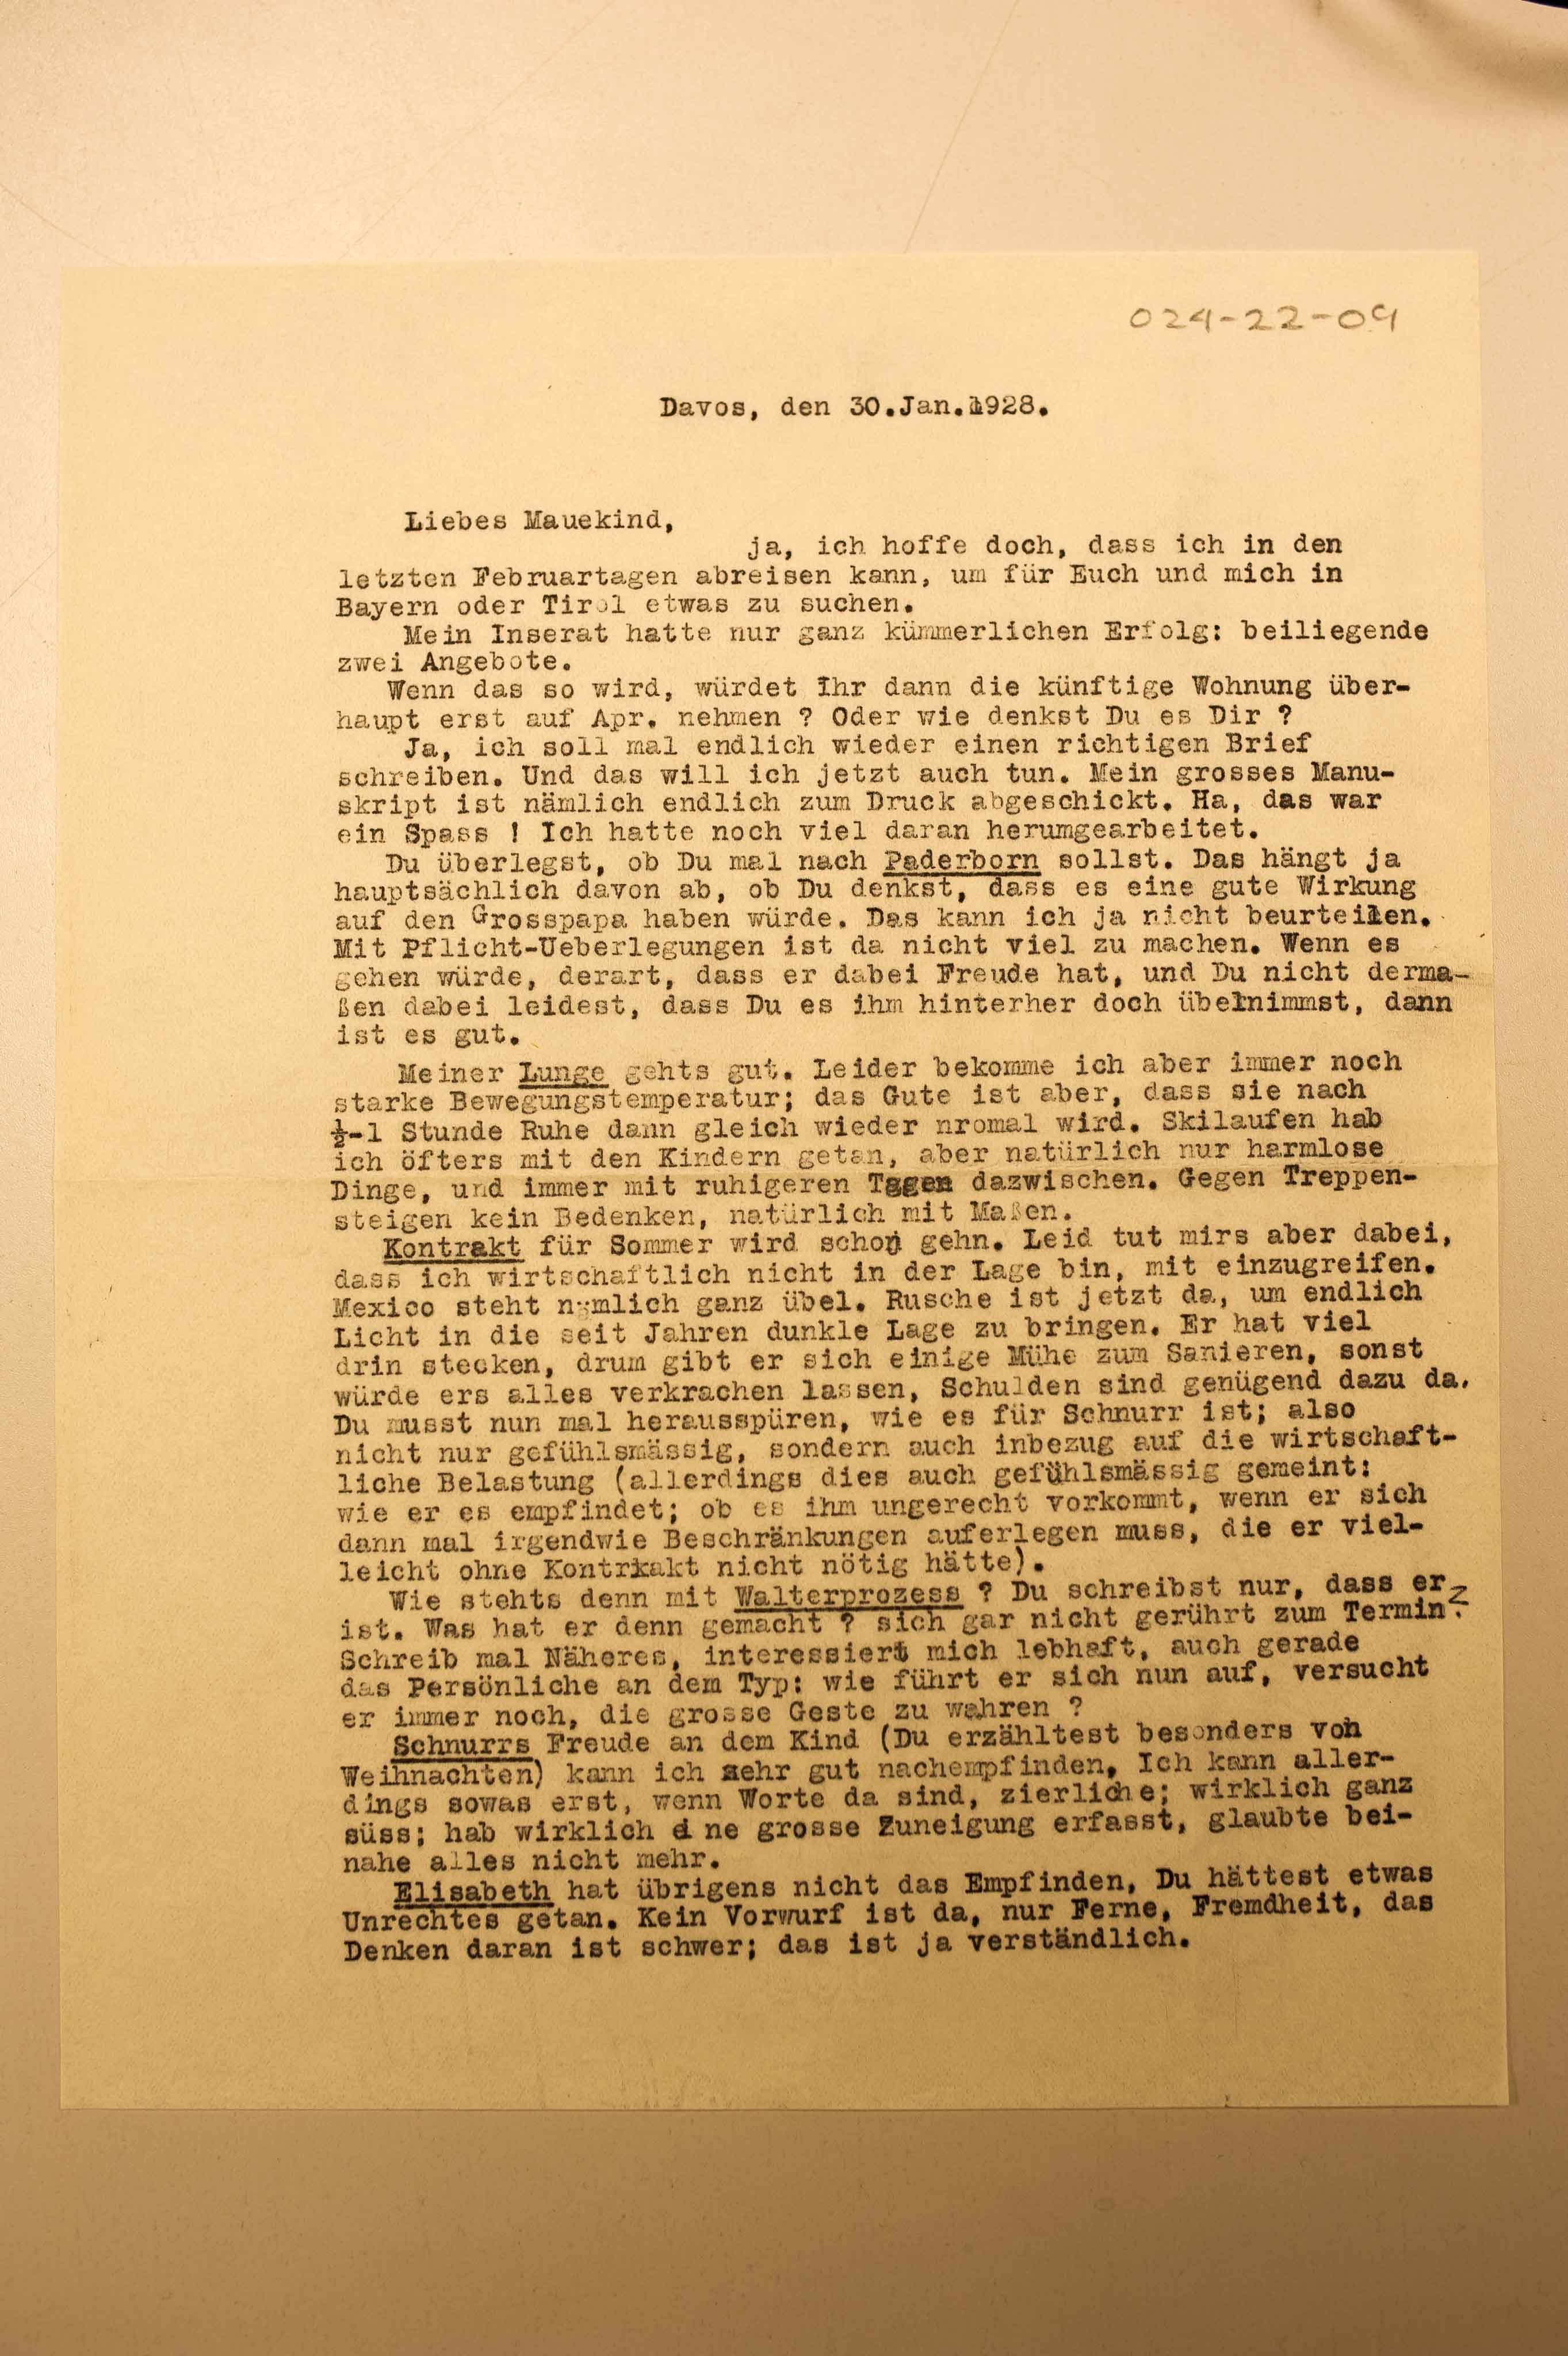 024-22-09
Davos, den 30.Jan.1928.
Liebes Mauekind,
ja, ich hoffe doch, dass ich in den
letzten Februartagen abreisen kann, um für Euch und mich in
Bayern oder Tirol etwas zu suchen.
Mein Inserat hatte nur ganz kümmerlichen Erfolg: beiliegende
zwei Angebote.
Wenn das so wird, würdet Ihr dann die künftige Wohnung über-
haupt erst auf Apr. nehmen ? Oder wie denkst Du es Dir ?
Ja, ich soll mal endlich wieder einen richtigen Brief
schreiben. Und das will ich jetzt auch tun. Mein grosses Manu-
skript ist nämlich endlich zum Druck abgeschickt. Ha, das war
ein Spass ! Ich hatte noch viel daran herumgearbeitet.
Du überlegst, ob Du mal nach Paderborn sollst. Das hängt ja
hauptsächlich davon ab, ob Du denkst, dass es eine gute Wirkung
auf den Grosspapa haben würde. Das kann ich ja nicht beurteilen.
Mit Pflicht-Ueberlegungen ist da nicht viel zu machen. Wenn es
gehen würde, derart, dass er dabei Freude hat, und Du nicht derma-
ßen dabei leidest, dass Du es ihm hinterher doch übelnimmst, dann
ist es gut.
Meiner Lunge gehts gut. Leider bekomme ich aber immer noch
starke Bewegungstemperatur; das Gute ist aber, dass sie nach
½-1 Stunde Ruhe dann gleich wieder nromal wird. Skilaufen hab
ich öfters mit den Kindern getan, aber natürlich nur harmlose
Dinge, und immer mit ruhigeren Tagen dazwischen. Gegen Treppen-
steigen kein Bedenken, natürlich mit Maßen.
Kontrakt für Sommer wird schon gehn. Leid tut mirs aber dabei,
dass ich wirtschaftlich nicht in der Lage bin, mit einzugreifen.
Mexico steht nämlich ganz übel. Rusche ist jetzt da, um endlich
Licht in die seit Jahren dunkle Lage zu bringen. Er hat viel
drin stecken, drum gibt er sich einige Mühe zum Sanieren, sonst
würde ers alles verkrachen lassen, Schulden sind genügend dazu da.
Du musst nun mal herausspüren, wie es für Schnurr ist; also
nicht nur gefühlsmässig, sondern auch inbezug auf die wirtschaft-
liche Belastung (allerdings dies auch gefühlsmässig gemeint:
wie er es empfindet; ob es ihm ungerecht vorkommt, wenn er sich
dann mal irgendwie Beschränkungen auferlegen muss, die er viel-
leicht ohne Kontrakt nicht nötig hätte).
Wie stehts denn mit Walterprozess ? Du schreibst nur, dass er
ist. Was hat er denn gemacht ? sich gar nicht gerührt zum Termin?
Schreib mal Näheres, interessiert mich lebhaft, auch gerade
das Persönliche an dem Typ: wie führt er sich nun auf, versucht
er immer noch, die grosse Geste zu wahren ?
Schnurrs Freude an dem Kind (Du erzähltest besonders von
Weihnachten) kann ich sehr gut nachempfinden. Ich kann aller-
dings sowas erst, wenn Worte da sind, zierliche; wirklich ganz
süss; hab wirklich eine grosse Zuneigung erfasst, glaubte bei-
nahe alles nicht mehr.
Elisabeth hat übrigens nicht das Empfinden, Du hättest etwas
Unrechtes getan. Kein Vorwurf ist da, nur Ferne, Fremdheit, das
Denken daran ist schwer; das ist ja verständlich.